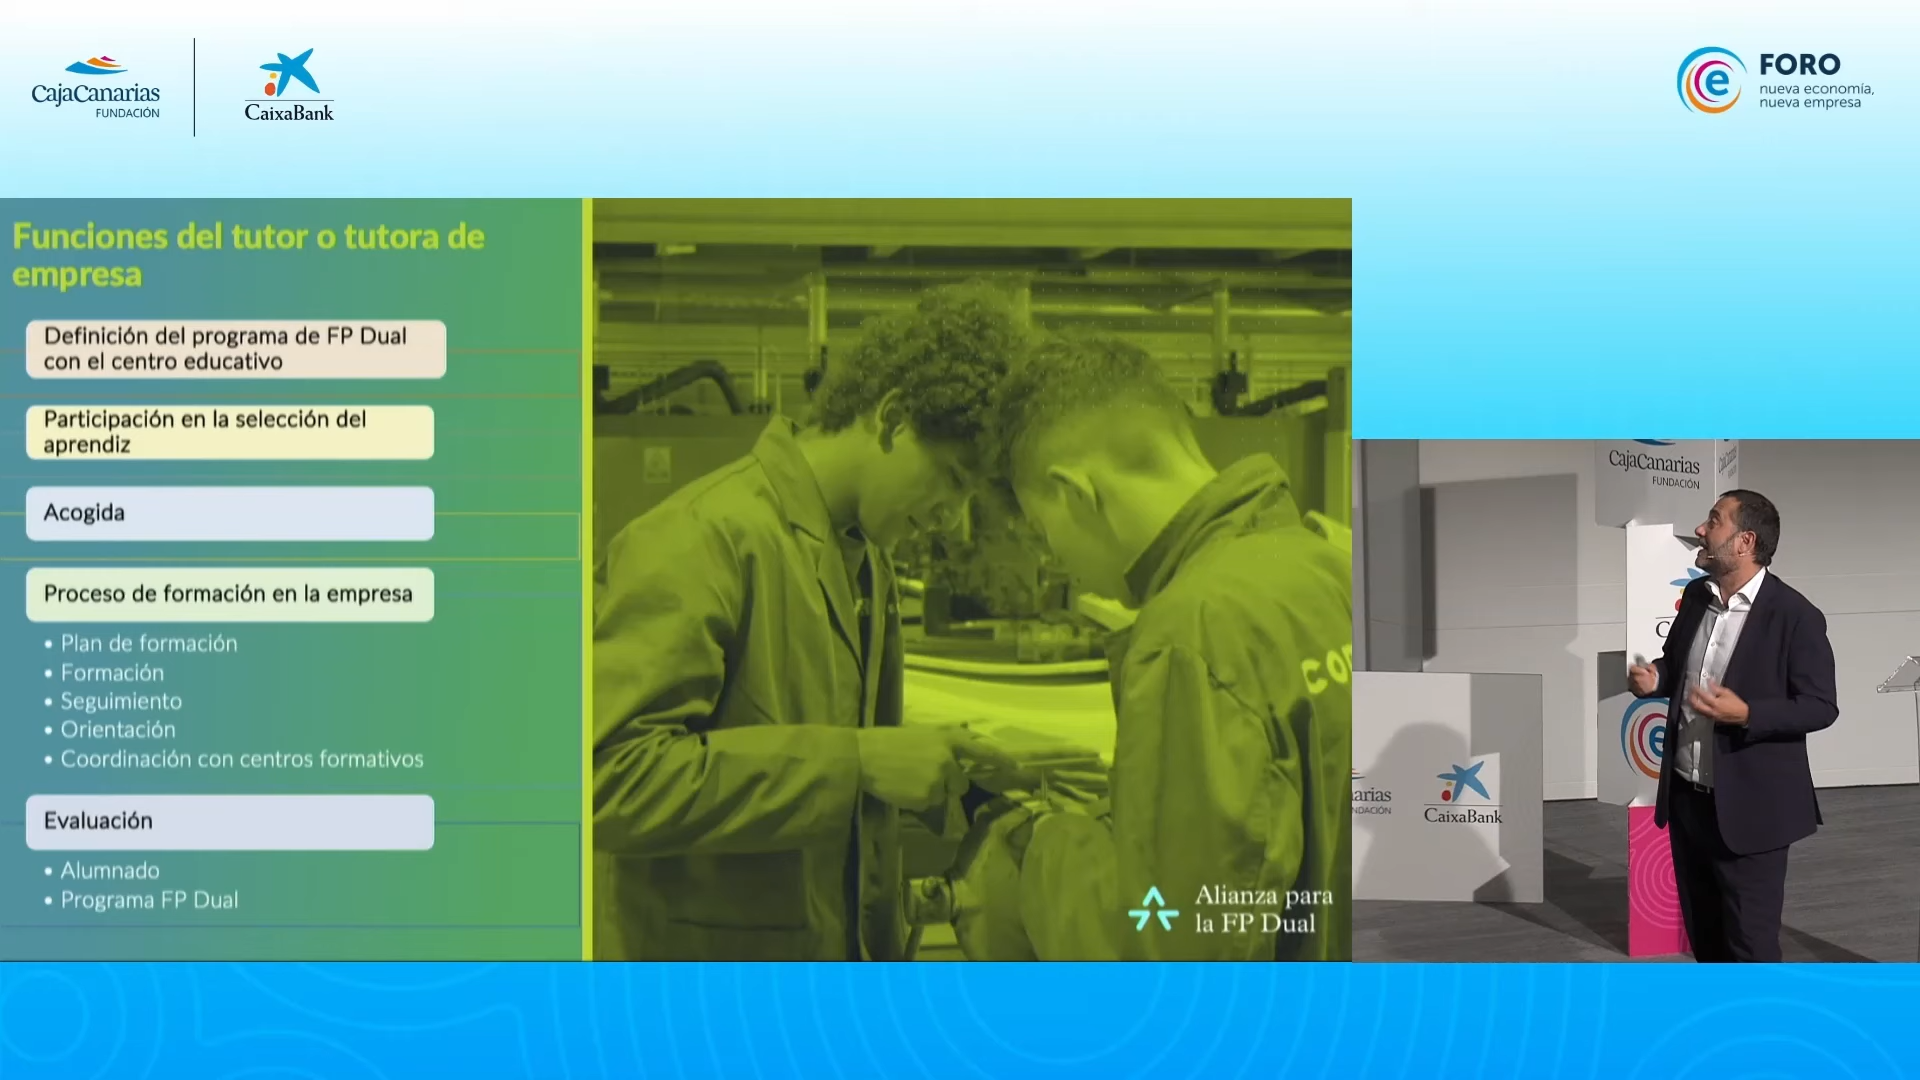 CajaCanarias
FUNDACIÓN
CaixaBank
FORO
nueva economía,
nueva empresa
Funciones del tutor o tutora de
empresa
Definición del programa de FP Dual
con el centro educativo
Participación en la selección del
aprendiz
Acogida
Proceso de formación en la empresa
• Plan de formación
• Formación
• Seguimiento
• Orientación
• Coordinación con centros formativos
Evaluación
• Alumnado
• Programa FP Dual
Alianza para
la FP Dual
CajaCanarias
FUNDACIÓN
CaixaBank